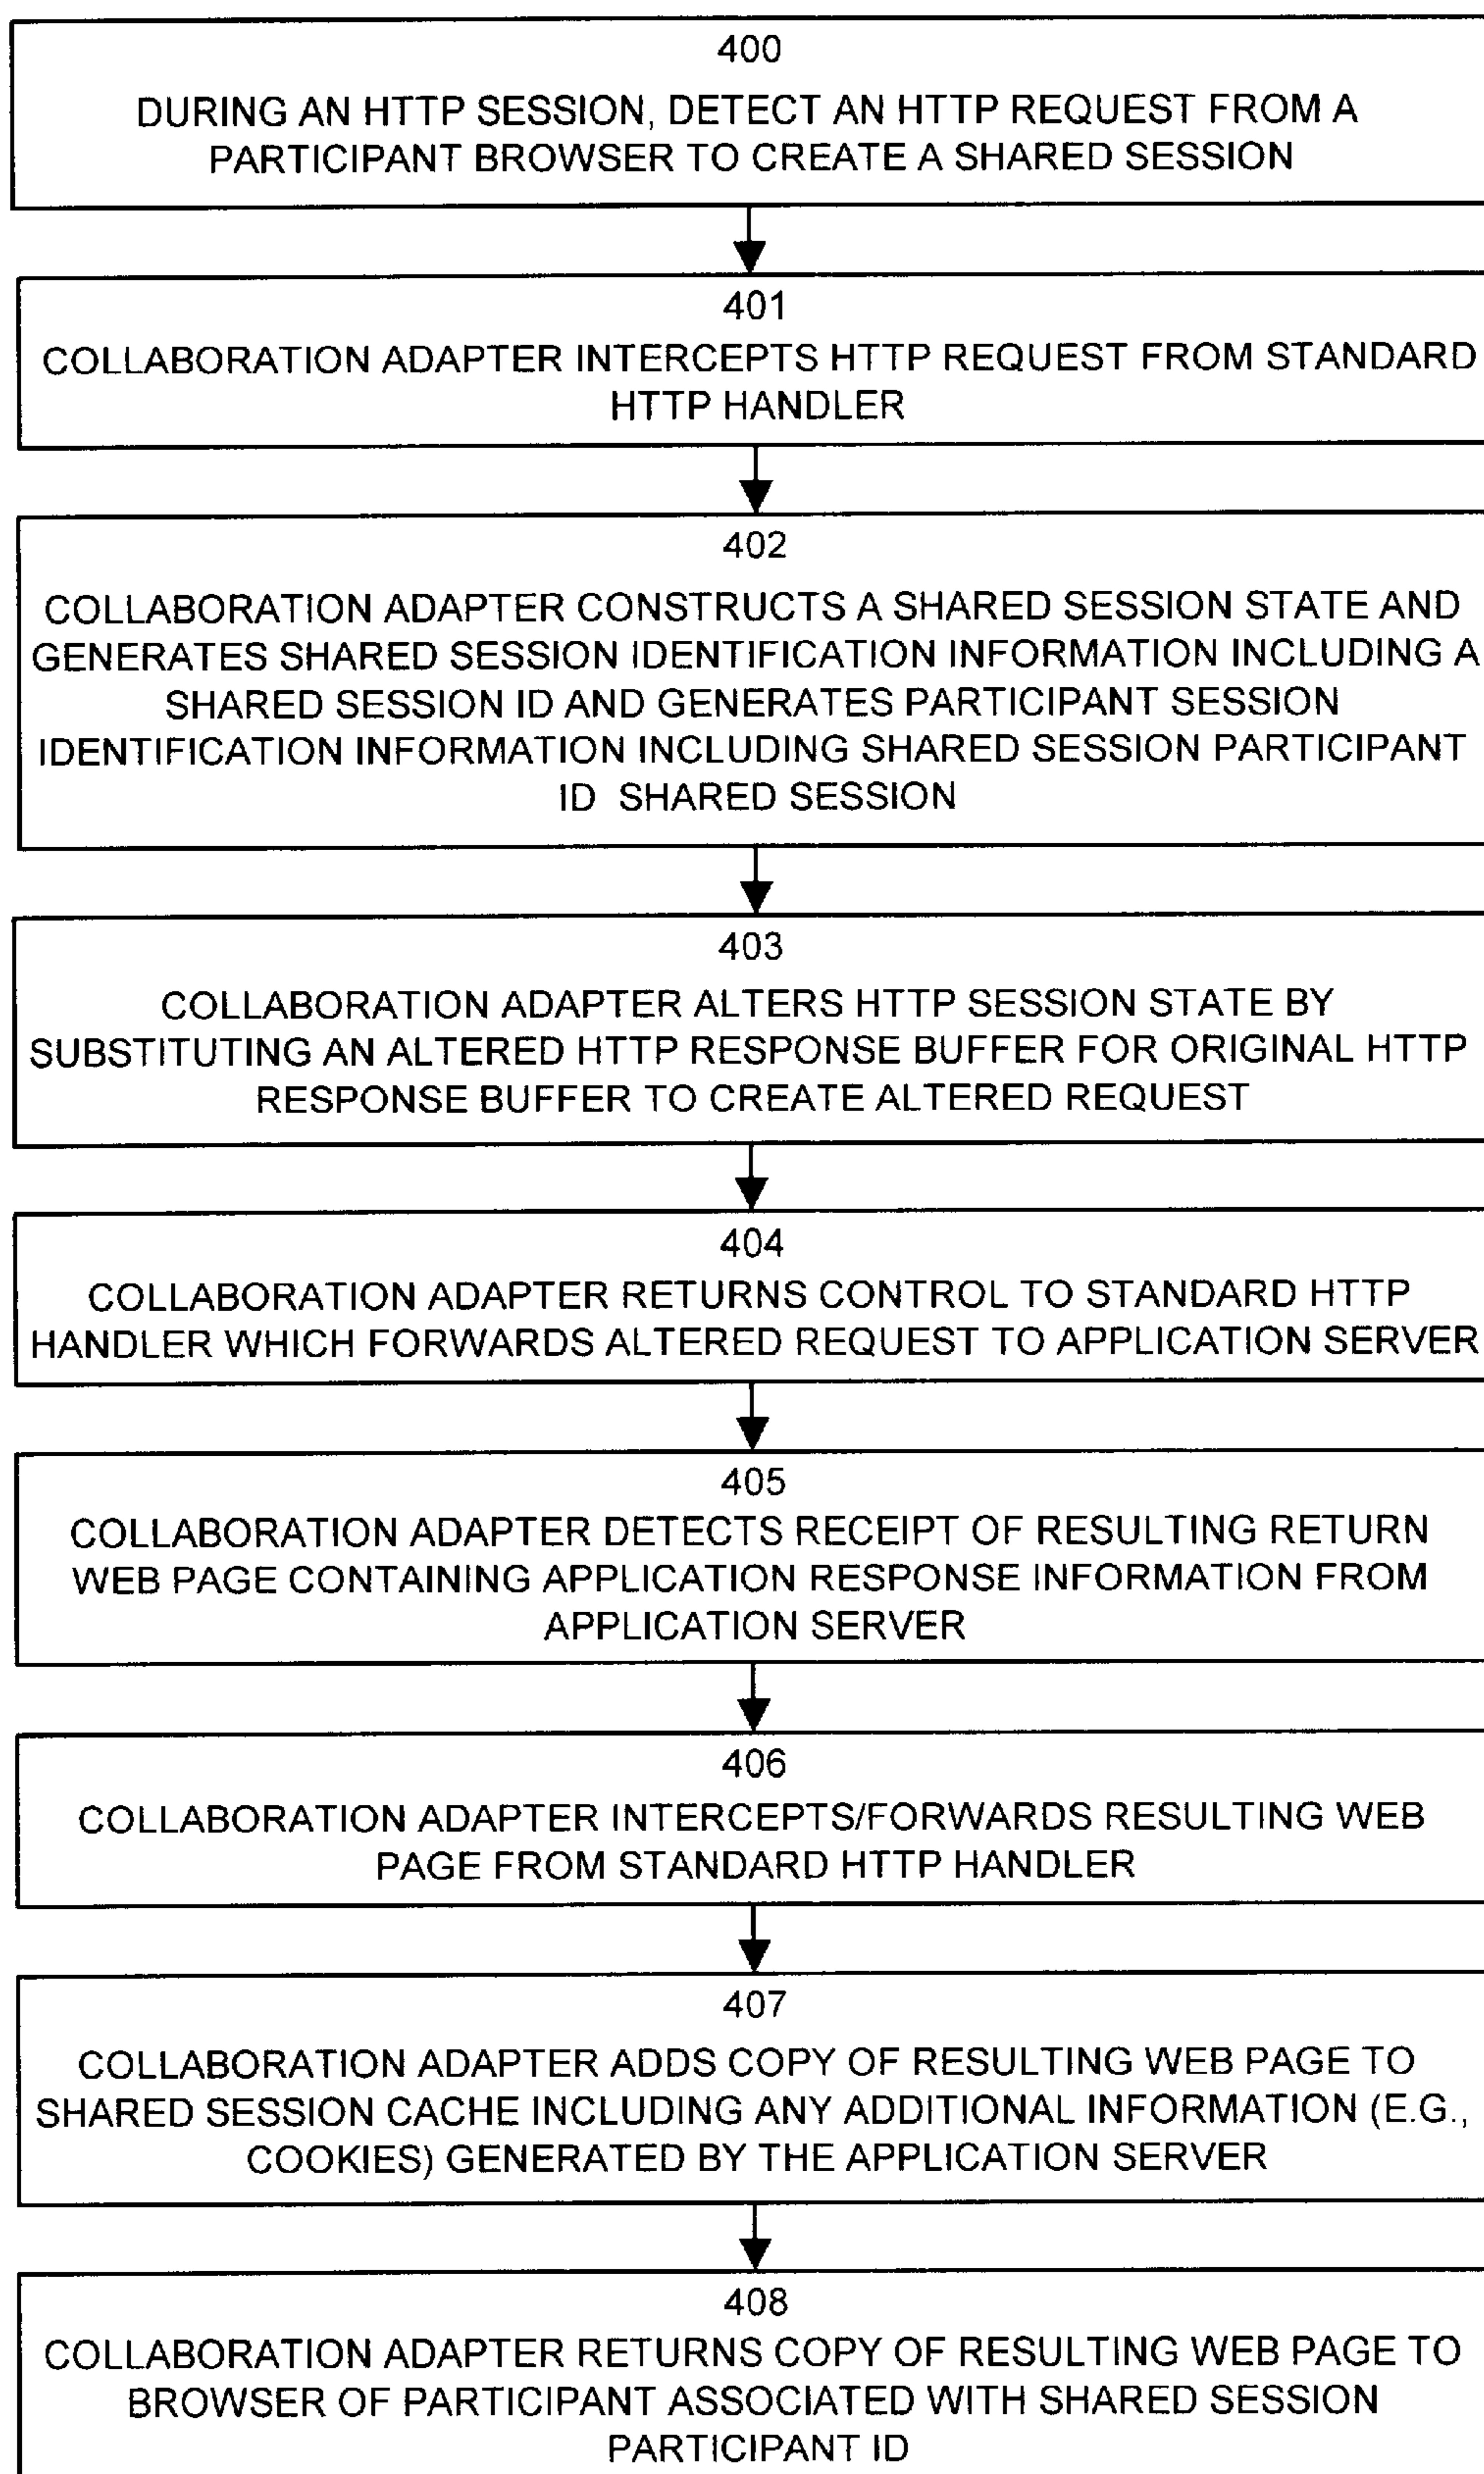 400
DURING AN HTTP SESSION, DETECT AN HTTP REQUEST FROM A
PARTICIPANT BROWSER TO CREATE A SHARED SESSION
401
COLLABORATION ADAPTER INTERCEPTS HTTP REQUEST FROM STANDARD
HTTP HANDLER
402
COLLABORATION ADAPTER CONSTRUCTS A SHARED SESSION STATE AND
GENERATES SHARED SESSION IDENTIFICATION INFORMATION INCLUDING A
SHARED SESSION ID AND GENERATES PARTICIPANT SESSION
IDENTIFICATION INFORMATION INCLUDING SHARED SESSION PARTICIPANT
ID SHARED SESSION
403
COLLABORATION ADAPTER ALTERS HTTP SESSION STATE BY
SUBSTITUTING AN ALTERED HTTP RESPONSE BUFFER FOR ORIGINAL HTTP
RESPONSE BUFFER TO CREATE ALTERED REQUEST
404
COLLABORATION ADAPTER RETURNS CONTROL TO STANDARD HTTP
HANDLER WHICH FORWARDS ALTERED REQUEST TO APPLICATION SERVER
405
COLLABORATION ADAPTER DETECTS RECEIPT OF RESULTING RETURN
WEB PAGE CONTAINING APPLICATION RESPONSE INFORMATION FROM
APPLICATION SERVER
406
COLLABORATION ADAPTER INTERCEPTS/FORWARDS RESULTING WEB
PAGE FROM STANDARD HTTP HANDLER
407
COLLABORATION ADAPTER ADDS COPY OF RESULTING WEB PAGE TO
SHARED SESSION CACHE INCLUDING ANY ADDITIONAL INFORMATION (E.G.,
COOKIES) GENERATED BY THE APPLICATION SERVER
408
COLLABORATION ADAPTER RETURNS COPY OF RESULTING WEB PAGE TO
BROWSER OF PARTICIPANT ASSOCIATED WITH SHARED SESSION
PARTICIPANT ID